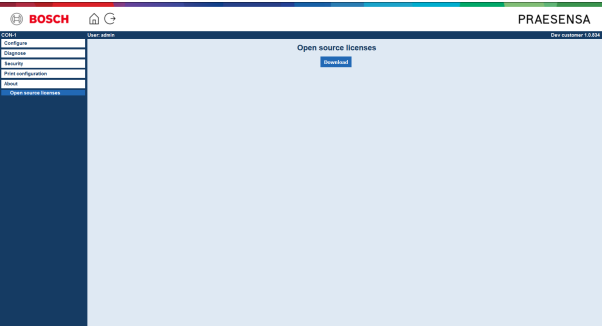 BOSCH
PRAESENSA
CON-1
User: admin
Dev customer 1.0.834
Configure
Diagnose
Security
Print configuration
About
Open source licenses
Open source licenses
Download